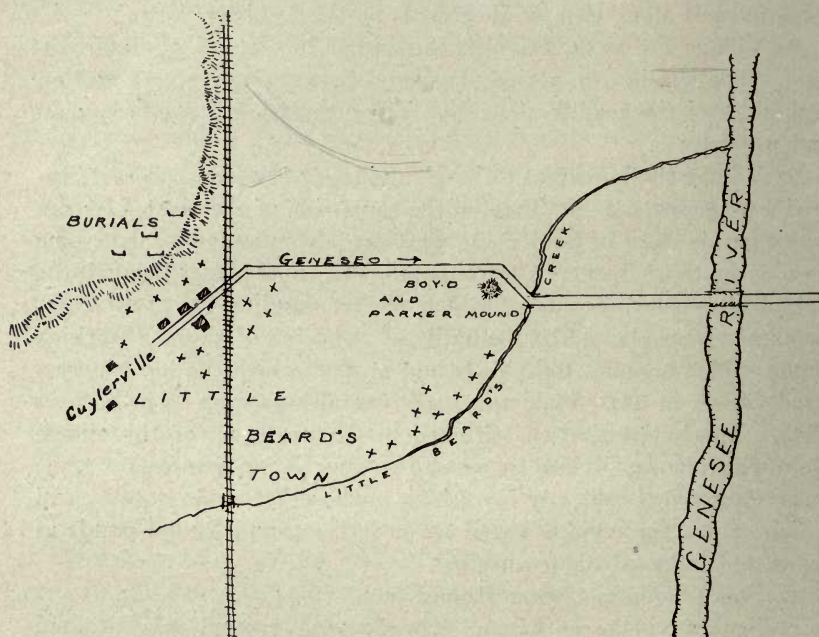 BURIALS
GENESEO
BOYD
AND
PARKER MOUND
CREEK
RIVER
Cuylerville
LITTLE
BEARD'S
TOWN
LITTLE BEARD'S
GENESEE